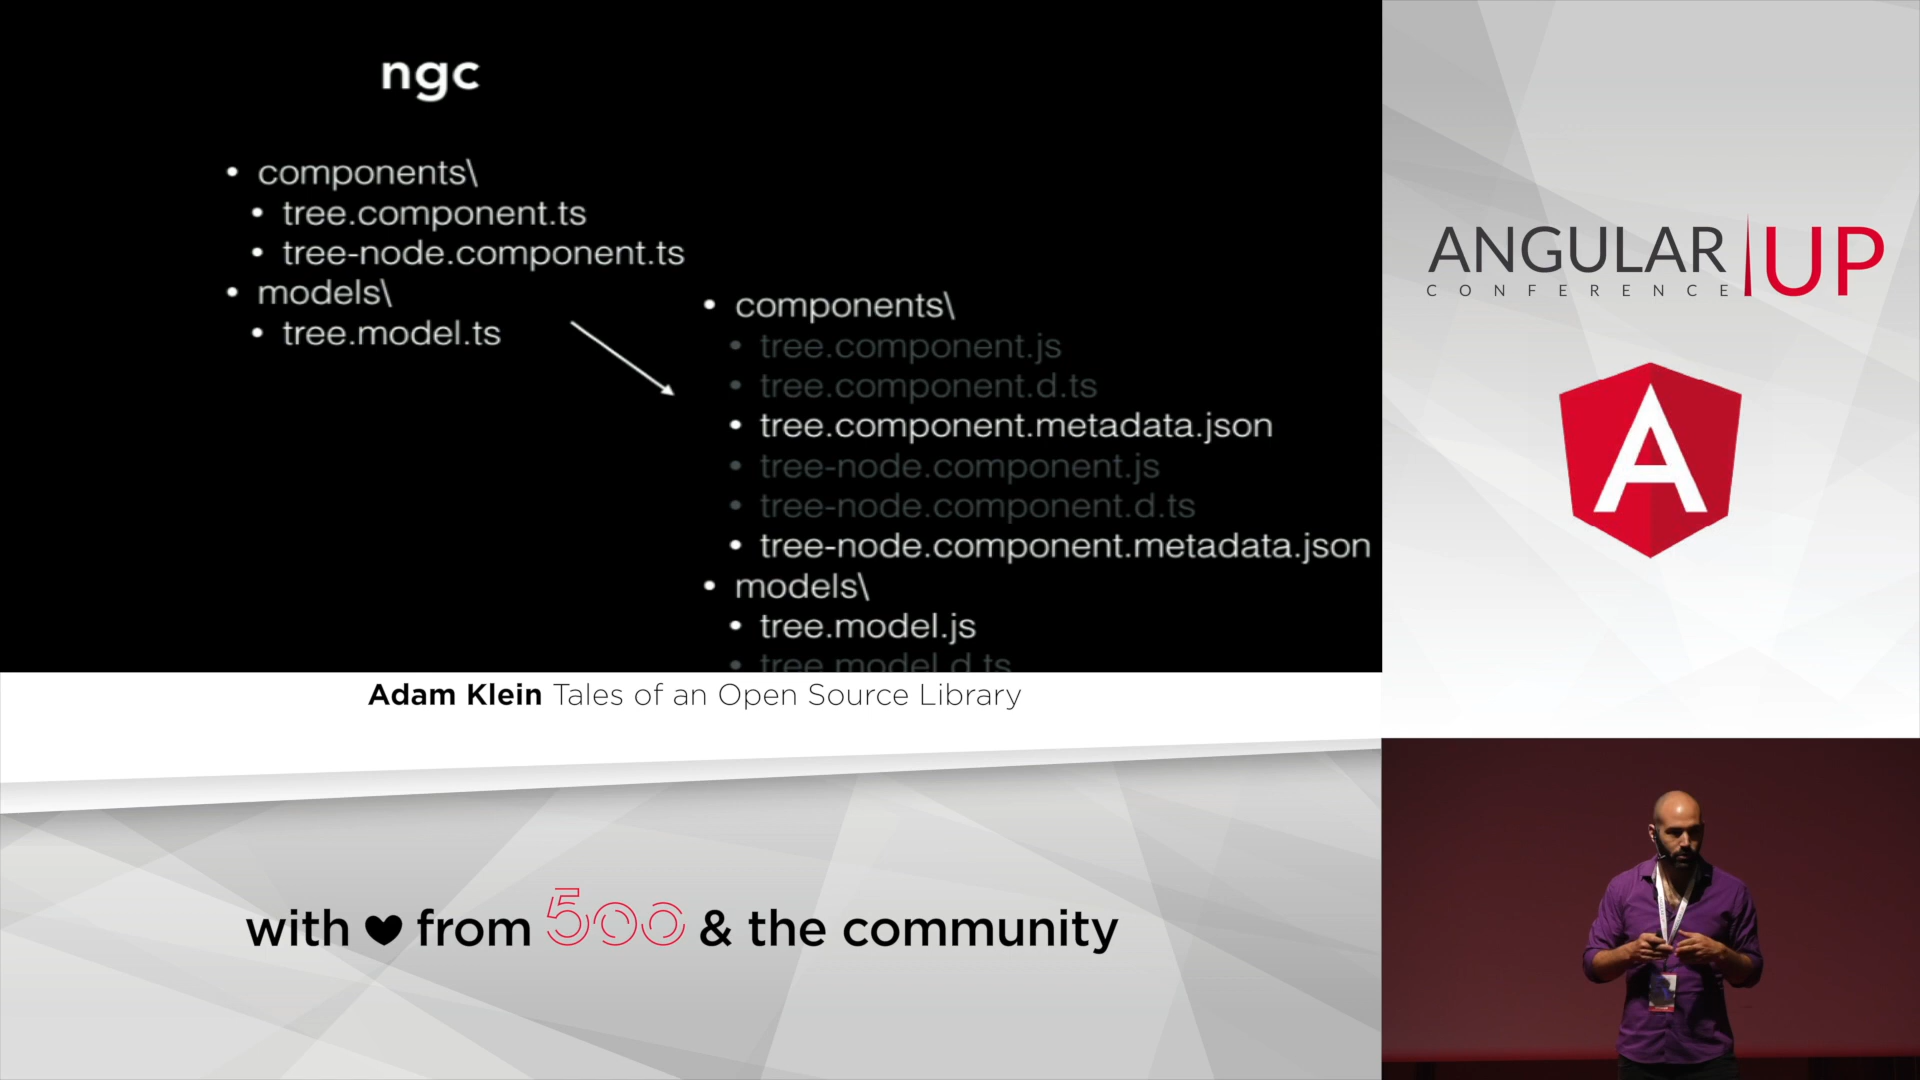 ngc
• components\
• tree.component.ts
• tree-node.component.ts
• models\
• tree.model.ts
• components\
• tree.component.js
• tree.component.d.ts
• tree.component.metadata.json
• tree-node.component.js
• tree-node.component.d.ts
• tree-node.component.metadata.json
• models\
• tree.model.js
• tree.model.d.ts
Adam Klein Tales of an Open Source Library
with ♥ from 500 & the community
ANGULAR UP
CONFERENCE
A